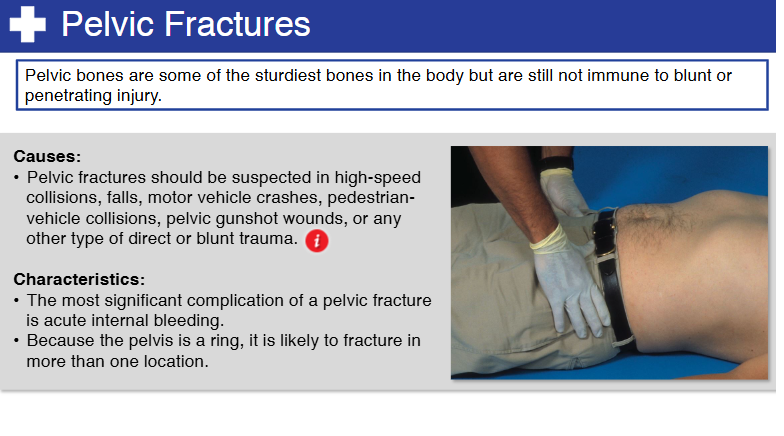 Pelvic Fractures
Pelvic bones are some of the sturdiest bones in the body but are still not immune to blunt or
penetrating injury.
Causes:
• Pelvic fractures should be suspected in high-speed
collisions, falls, motor vehicle crashes, pedestrian-
vehicle collisions, pelvic gunshot wounds, or any
other type of direct or blunt trauma. i
Characteristics:
• The most significant complication of a pelvic fracture
is acute internal bleeding.
• Because the pelvis is a ring, it is likely to fracture in
more than one location.